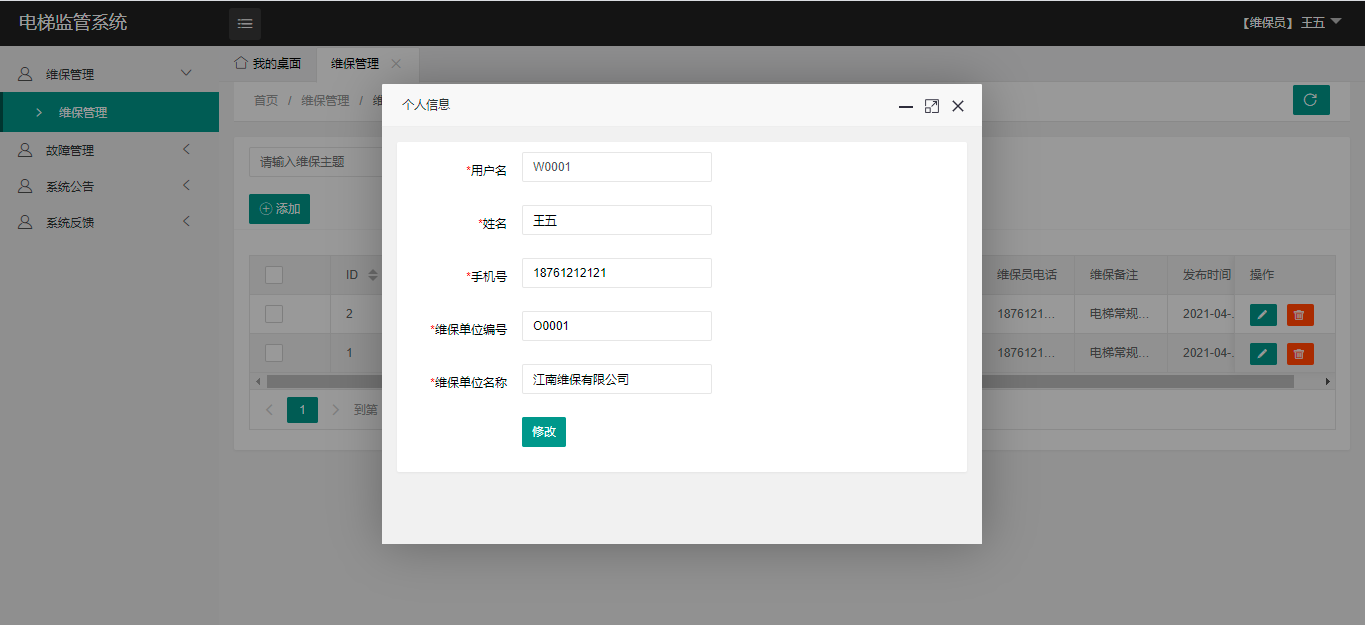 电梯监管系统
【维保员】 王五
维保管理
维保管理
故障管理
系统公告
系统反馈
我的桌面
维保管理
首页 / 维保管理 /
请输入维保主题
添加
ID
维保员电话
维保备注
发布时间
操作
2
1876121...
电梯常规...
2021-04-.
1
1876121...
电梯常规...
2021-04-.
1
到第
个人信息
*用户名
W0001
*姓名
王五
*手机号
18761212121
*维保单位编号
O0001
*维保单位名称
江南维保有限公司
修改